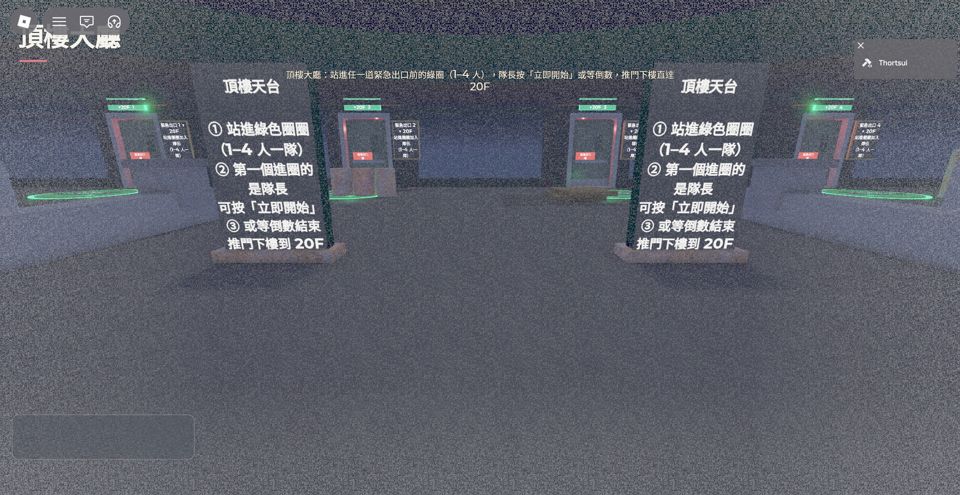 頂樓大廳
Thortsui
頂樓大廳：站進任一道緊急出口前的綠圈（1–4 人），隊長按「立即開始」或等倒數，推門下樓直達
20F
頂樓天台
① 站進綠色圈圈
（1–4 人一隊）
② 第一個進圈的
是隊長
可按「立即開始」
③ 或等倒數結束
推門下樓到 20F
頂樓天台
① 站進綠色圈圈
（1–4 人一隊）
② 第一個進圈的
是隊長
可按「立即開始」
③ 或等倒數結束
推門下樓到 20F